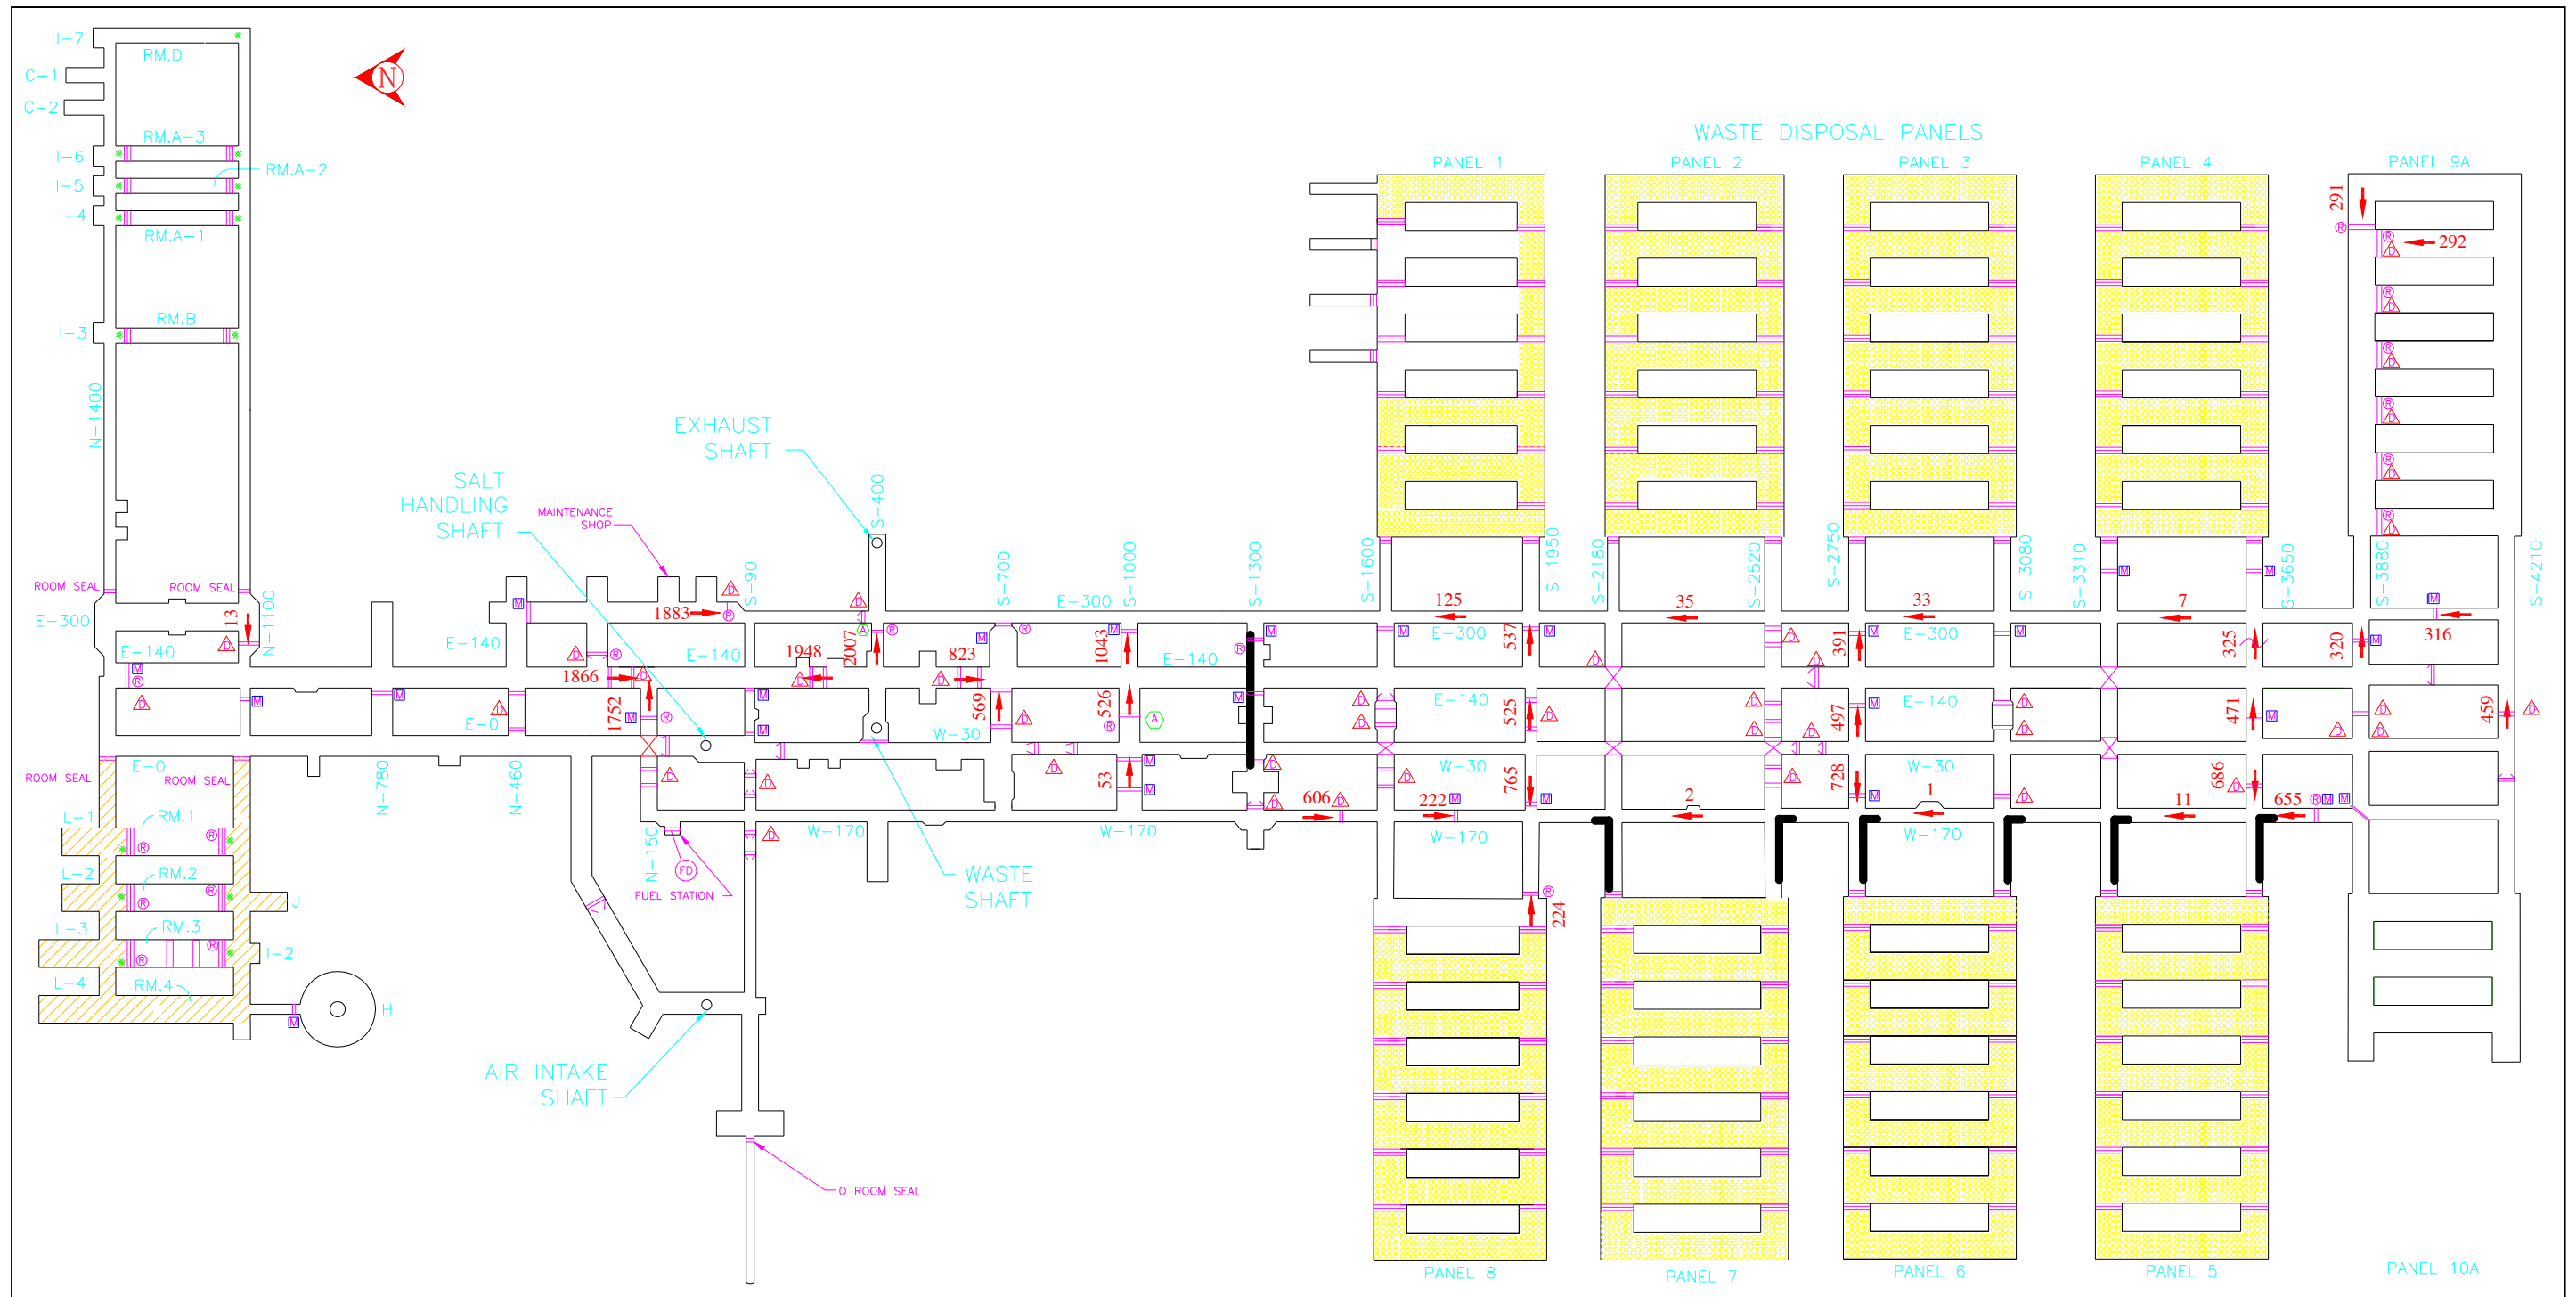 I-7
RM.D
C-1
N
C-2
WASTE DISPOSAL PANELS
RM.A-3
I-6
PANEL 1
PANEL 2
PANEL 3
PANEL 4
PANEL 9A
RM.A-2
I-5
291
I-4
RM.A-1
R
R
292
D
RM.B
R
D
I-3
R
D
N-1400
R
D
EXHAUST
SHAFT
R
D
SALT
HANDLING
SHAFT
S-400
MAINTENANCE
SHOP
R
D
S-90
S-700
S-1000
S-1300
S-1600
S-1950
S-2180
S-2520
S-2750
S-3080
S-3310
S-3650
S-3880
S-4210
M
M
ROOM SEAL
ROOM SEAL
D
M
D
M
E-300
13
N-1100
1883
R
E-300
125
35
33
7
E-300
E-140
E-140
D
R
E-140
1948
A
2007
R
823
M
R
1043
M
E-140
R
M
M
E-300
537
D
D
391
M
E-300
M
325
320
M
316
M
R
D
1866
D
D
D
D
1752
M
R
M
M
M
M
D
E-0
569
D
526
R
A
M
W-30
D
D
E-140
525
D
D
D
497
M
E-140
D
D
471
M
D
D
D
459
D
ROOM SEAL
E-0
ROOM SEAL
N-780
N-460
D
D
D
53
M
M
D
D
D
W-30
765
M
D
728
M
W-30
D
686
D
L-1
RM.1
N-150
D
W-170
W-170
606
D
222
M
W-170
2
1
W-170
11
655
R
M
M
R
R
L-2
RM.2
R
R
FD
FUEL STATION
WASTE
SHAFT
R
224
J
L-3
RM.3
R
R
I-2
L-4
RM.4
H
M
AIR INTAKE
SHAFT
Q ROOM SEAL
PANEL 8
PANEL 7
PANEL 6
PANEL 5
PANEL 10A